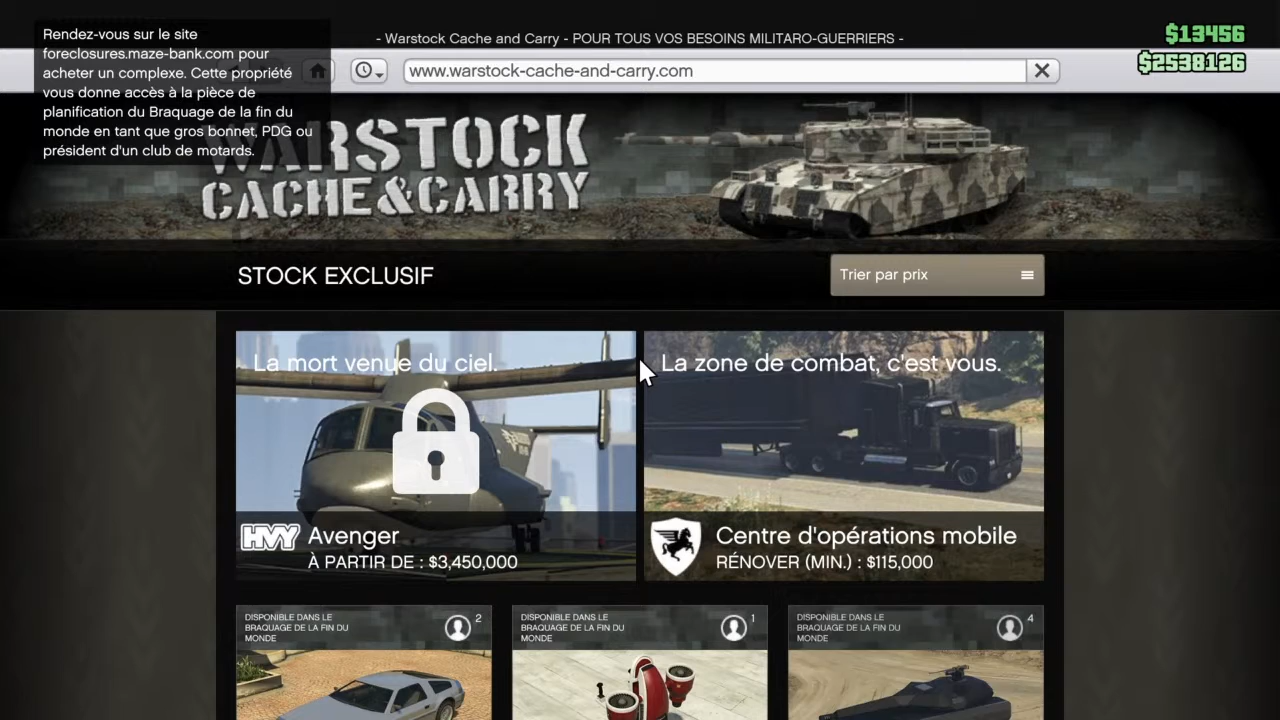 Rendez-vous sur le site
foreclosures.maze-bank.com pour
acheter un complexe. Cette propriété
vous donne accès à la pièce de
planification du Braquage de la fin du
monde en tant que gros bonnet, PDG ou
président d'un club de motards.
- Warstock Cache and Carry - POUR TOUS VOS BESOINS MILITARO-GUERRIERS -
$13456
$2538126
www.warstock-cache-and-carry.com
WARSTOCK
CACHE&CARRY
STOCK EXCLUSIF
Trier par prix
La mort venue du ciel.
HVY
Avenger
À PARTIR DE : $3,450,000
La zone de combat, c'est vous.
Centre d'opérations mobile
RÉNOVER (MIN.) : $115,000
DISPONIBLE DANS LE
BRAQUAGE DE LA FIN DU
MONDE
2
DISPONIBLE DANS LE
BRAQUAGE DE LA FIN DU
MONDE
1
DISPONIBLE DANS LE
BRAQUAGE DE LA FIN DU
MONDE
4